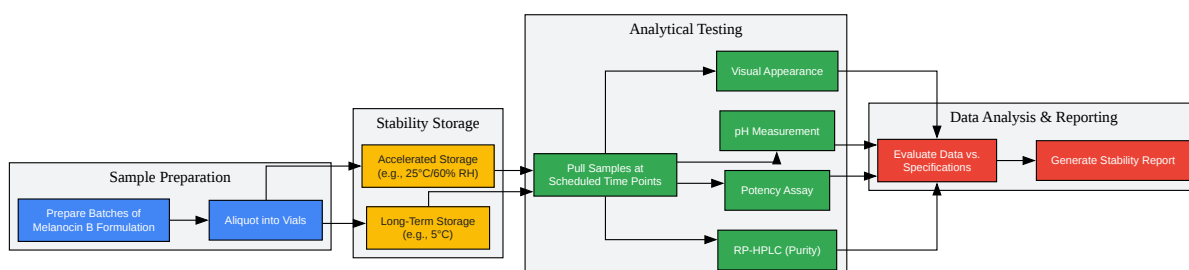 Sample Preparation
Prepare Batches of
Melanocin B Formulation
Aliquot into Vials
Stability Storage
Accelerated Storage
(e.g., 25°C/60% RH)
Long-Term Storage
(e.g., 5°C)
Analytical Testing
Pull Samples at
Scheduled Time Points
Visual Appearance
pH Measurement
Potency Assay
RP-HPLC (Purity)
Data Analysis & Reporting
Evaluate Data vs.
Specifications
Generate Stability Report